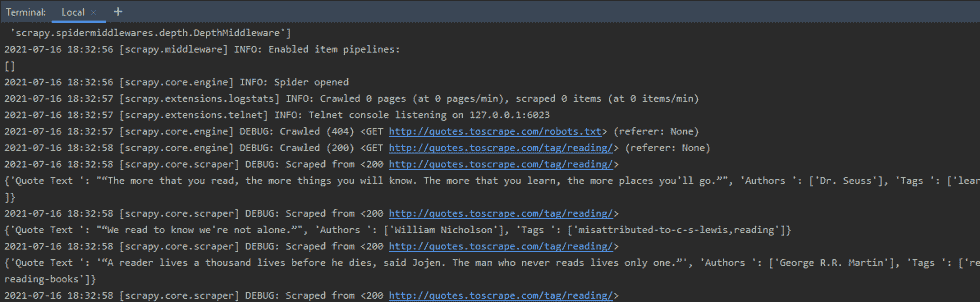 Terminal: Local × +
'scrapy.spidermiddlewares.depth.DepthMiddleware']
2021-07-16 18:32:56 [scrapy.middleware] INFO: Enabled item pipelines:
[]
2021-07-16 18:32:56 [scrapy.core.engine] INFO: Spider opened
2021-07-16 18:32:57 [scrapy.extensions.logstats] INFO: Crawled 0 pages (at 0 pages/min), scraped 0 items (at 0 items/min)
2021-07-16 18:32:57 [scrapy.extensions.telnet] INFO: Telnet console listening on 127.0.0.1:6023
2021-07-16 18:32:57 [scrapy.core.engine] DEBUG: Crawled (404) <GET http://quotes.toscrape.com/robots.txt> (referer: None)
2021-07-16 18:32:58 [scrapy.core.engine] DEBUG: Crawled (200) <GET http://quotes.toscrape.com/tag/reading/> (referer: None)
2021-07-16 18:32:58 [scrapy.core.scraper] DEBUG: Scraped from <200 http://quotes.toscrape.com/tag/reading/>
{'Quote Text ': "“The more that you read, the more things you will know. The more that you learn, the more places you'll go.”", 'Authors ': ['Dr. Seuss'], 'Tags ': ['lear
]}
2021-07-16 18:32:58 [scrapy.core.scraper] DEBUG: Scraped from <200 http://quotes.toscrape.com/tag/reading/>
{'Quote Text ': "“We read to know we're not alone.”", 'Authors ': ['William Nicholson'], 'Tags ': ['misattributed-to-c-s-lewis,reading']}
2021-07-16 18:32:58 [scrapy.core.scraper] DEBUG: Scraped from <200 http://quotes.toscrape.com/tag/reading/>
{'Quote Text ': '“A reader lives a thousand lives before he dies, said Jojen. The man who never reads lives only one.”', 'Authors ': ['George R.R. Martin'], 'Tags ': ['re
reading-books']}
2021-07-16 18:32:58 [scrapy.core.scraper] DEBUG: Scraped from <200 http://quotes.toscrape.com/tag/reading/>